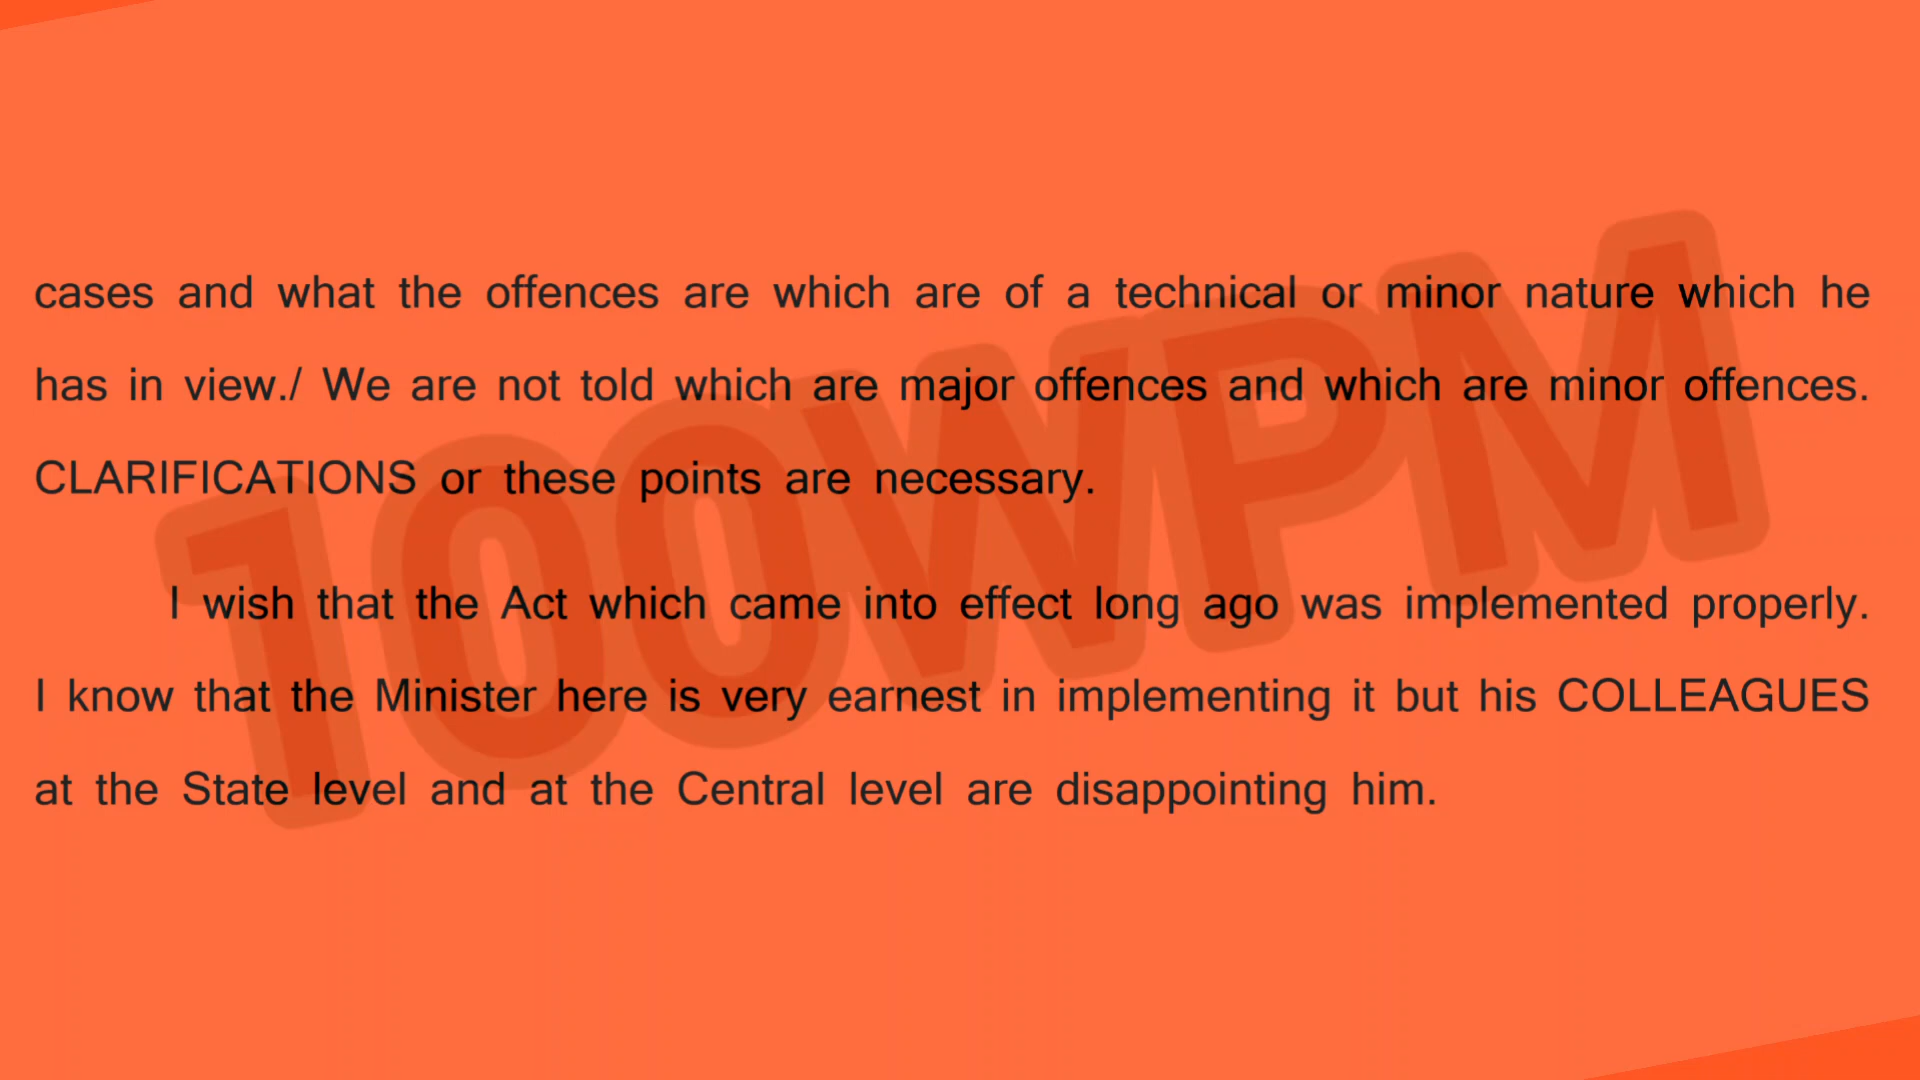 cases and what the offences are which are of a technical or minor nature which he
has in view./ We are not told which are major offences and which are minor offences.
CLARIFICATIONS or these points are necessary.
I wish that the Act which came into effect long ago was implemented properly.
I know that the Minister here is very earnest in implementing it but his COLLEAGUES
at the State level and at the Central level are disappointing him.
100WPM